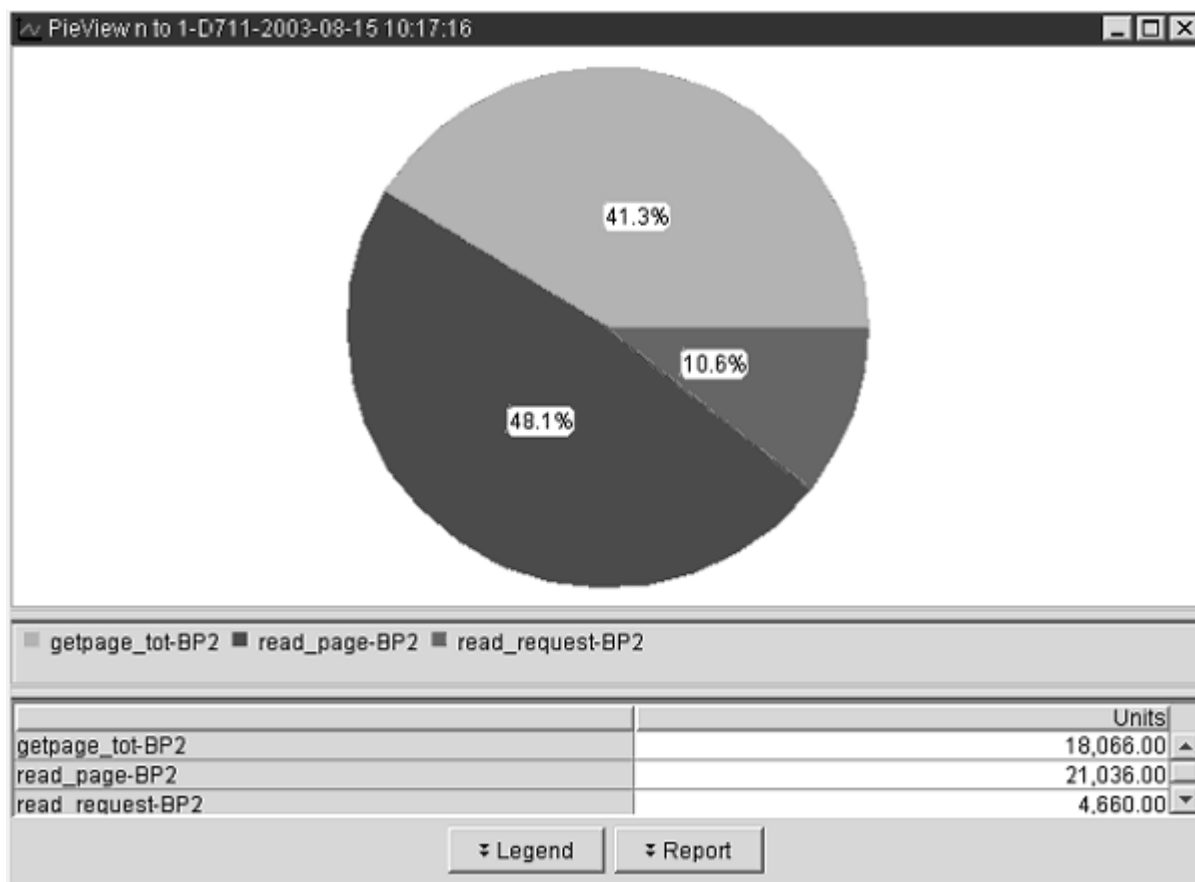 PieView n to 1-D711-2003-08-15 10:17:16
41.3%
10.6%
48.1%
getpage_tot-BP2 read_page-BP2 read_request-BP2
Units
getpage_tot-BP2 18,066.00
read_page-BP2 21,036.00
read_request-BP2 4,660.00
Legend Report